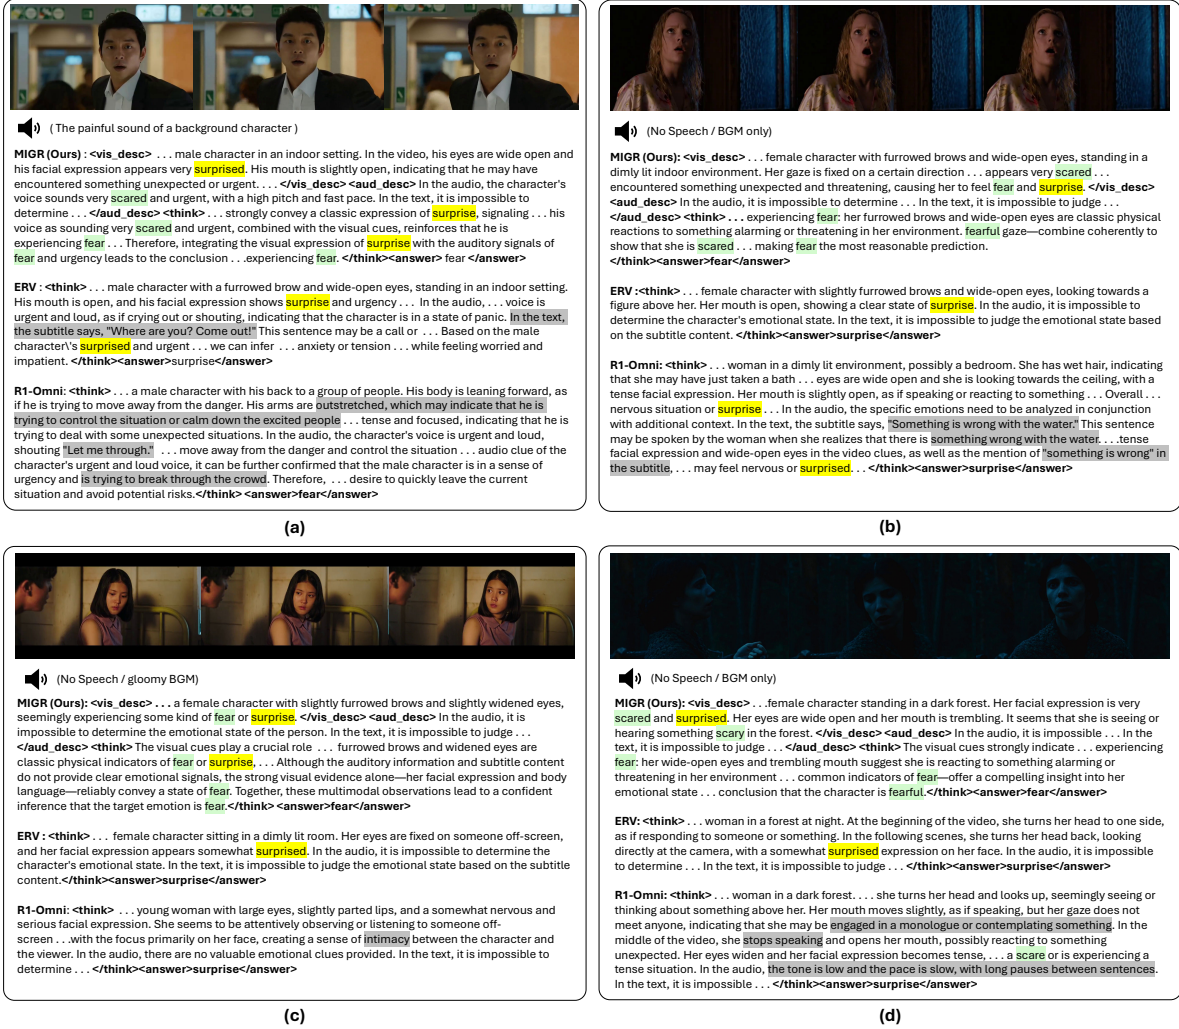 ( The painful sound of a background character )
MIGR (Ours) : <vis_desc> . . . male character in an indoor setting. In the video, his eyes are wide open and
his facial expression appears very surprised. His mouth is slightly open, indicating that he may have
encountered something unexpected or urgent. . . . </vis_desc> <aud_desc> In the audio, the character's
voice sounds very scared and urgent, with a high pitch and fast pace. In the text, it is impossible to
determine . . . </aud_desc> <think> . . . strongly convey a classic expression of surprise, signaling . . . his
voice as sounding very scared and urgent, combined with the visual cues, reinforces that he is
experiencing fear . . . Therefore, integrating the visual expression of surprise with the auditory signals of
fear and urgency leads to the conclusion . . .experiencing fear. </think><answer> fear </answer>
ERV : <think> . . . male character with a furrowed brow and wide-open eyes, standing in an indoor setting.
His mouth is open, and his facial expression shows surprise and urgency . . . In the audio, . . . voice is
urgent and loud, as if crying out or shouting, indicating that the character is in a state of panic. In the text,
the subtitle says, "Where are you? Come out!" This sentence may be a call or . . . Based on the male
character\'s surprised and urgent . . . we can infer . . . anxiety or tension . . . while feeling worried and
impatient. </think><answer>surprise</answer>
R1-Omni: <think> . . . a male character with his back to a group of people. His body is leaning forward, as
if he is trying to move away from the danger. His arms are outstretched, which may indicate that he is
trying to control the situation or calm down the excited people . . . tense and focused, indicating that he is
trying to deal with some unexpected situations. In the audio, the character's voice is urgent and loud,
shouting "Let me through." . . . move away from the danger and control the situation . . . audio clue of the
character's urgent and loud voice, it can be further confirmed that the male character is in a sense of
urgency and is trying to break through the crowd. Therefore, . . . desire to quickly leave the current
situation and avoid potential risks.</think> <answer>fear</answer>
(a)
(No Speech / BGM only)
MIGR (Ours): <vis_desc> . . . female character with furrowed brows and wide-open eyes, standing in a
dimly lit indoor environment. Her gaze is fixed on a certain direction . . . appears very scared . . .
encountered something unexpected and threatening, causing her to feel fear and surprise. </vis_desc>
<aud_desc> In the audio, it is impossible to determine . . . In the text, it is impossible to judge . . .
</aud_desc> <think> . . . experiencing fear: her furrowed brows and wide-open eyes are classic physical
reactions to something alarming or threatening in her environment. fearful gaze—combine coherently to
show that she is scared . . . making fear the most reasonable prediction.
</think><answer>fear</answer>
ERV :<think> . . . female character with slightly furrowed brows and wide-open eyes, looking towards a
figure above her. Her mouth is open, showing a clear state of surprise. In the audio, it is impossible to
determine the character's emotional state. In the text, it is impossible to judge the emotional state based
on the subtitle content. </think><answer>surprise</answer>
R1-Omni: <think> . . . woman in a dimly lit environment, possibly a bedroom. She has wet hair, indicating
that she may have just taken a bath . . . eyes are wide open and she is looking towards the ceiling, with a
tense facial expression. Her mouth is slightly open, as if speaking or reacting to something . . . Overall . . .
nervous situation or surprise . . . In the audio, the specific emotions need to be analyzed in conjunction
with additional context. In the text, the subtitle says, "Something is wrong with the water." This sentence
may be spoken by the woman when she realizes that there is something wrong with the water. . . .tense
facial expression and wide-open eyes in the video clues, as well as the mention of "something is wrong" in
the subtitle, . . . may feel nervous or surprised. . . </think><answer>surprise</answer>
(b)
(No Speech / gloomy BGM)
MIGR (Ours): <vis_desc> . . . a female character with slightly furrowed brows and slightly widened eyes,
seemingly experiencing some kind of fear or surprise. </vis_desc> <aud_desc> In the audio, it is
impossible to determine the emotional state of the person. In the text, it is impossible to judge . . .
</aud_desc> <think> The visual cues play a crucial role . . . furrowed brows and widened eyes are
classic physical indicators of fear or surprise, . . . Although the auditory information and subtitle content
do not provide clear emotional signals, the strong visual evidence alone—her facial expression and body
language—reliably convey a state of fear. Together, these multimodal observations lead to a confident
inference that the target emotion is fear.</think> <answer>fear</answer>
ERV : <think> . . . female character sitting in a dimly lit room. Her eyes are fixed on someone off-screen,
and her facial expression appears somewhat surprised. In the audio, it is impossible to determine the
character's emotional state. In the text, it is impossible to judge the emotional state based on the subtitle
content.</think><answer>surprise</answer>
R1-Omni: <think> . . . young woman with large eyes, slightly parted lips, and a somewhat nervous and
serious facial expression. She seems to be attentively observing or listening to someone off-
screen . . .with the focus primarily on her face, creating a sense of intimacy between the character and
the viewer. In the audio, there are no valuable emotional clues provided. In the text, it is impossible to
determine . . . </think><answer>surprise</answer>
(c)
(No Speech / BGM only)
MIGR (Ours): <vis_desc> . . .female character standing in a dark forest. Her facial expression is very
scared and surprised. Her eyes are wide open and her mouth is trembling. It seems that she is seeing or
hearing something scary in the forest. </vis_desc> <aud_desc> In the audio, it is impossible . . . In the
text, it is impossible to judge . . . </aud_desc> <think> The visual cues strongly indicate . . . experiencing
fear: her wide-open eyes and trembling mouth suggest she is reacting to something alarming or
threatening in her environment . . . common indicators of fear—offer a compelling insight into her
emotional state . . . conclusion that the character is fearful.</think><answer>fear</answer>
ERV: <think> . . . woman in a forest at night. At the beginning of the video, she turns her head to one side,
as if responding to someone or something. In the following scenes, she turns her head back, looking
directly at the camera, with a somewhat surprised expression on her face. In the audio, it is impossible
to determine . . . In the text, it is impossible to judge . . . </think><answer>surprise</answer>
R1-Omni: <think> . . . woman in a dark forest. . . . she turns her head and looks up, seemingly seeing or
thinking about something above her. Her mouth moves slightly, as if speaking, but her gaze does not
meet anyone, indicating that she may be engaged in a monologue or contemplating something. In the
middle of the video, she stops speaking and opens her mouth, possibly reacting to something
unexpected. Her eyes widen and her facial expression becomes tense, . . . a scare or is experiencing a
tense situation. In the audio, the tone is low and the pace is slow, with long pauses between sentences.
In the text, it is impossible . . . </think><answer>surprise</answer>
(d)